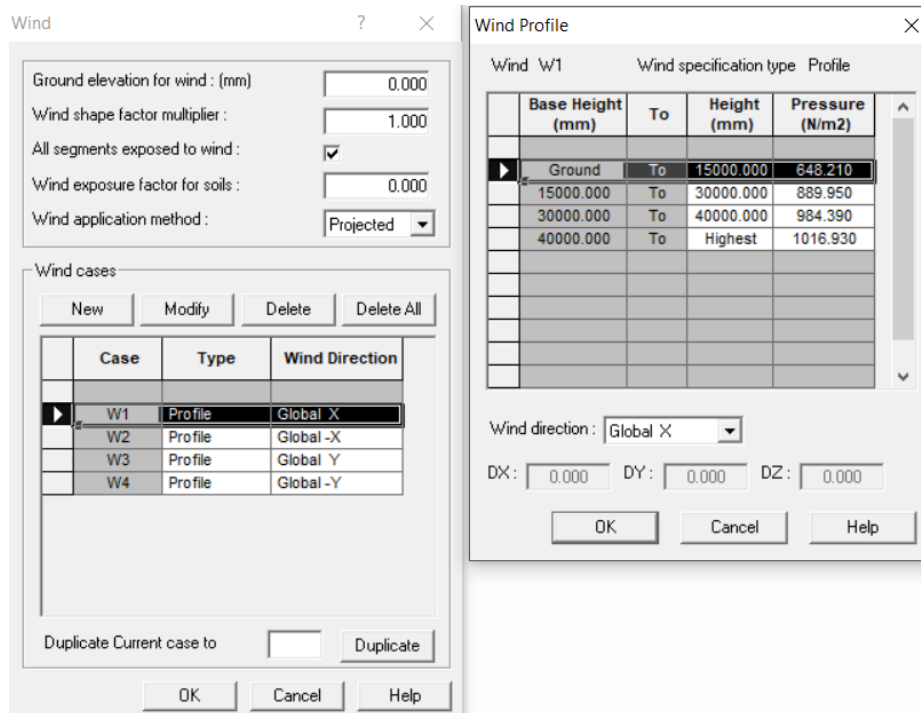 Wind ?
Ground elevation for wind : (mm) 0.000
Wind shape factor multiplier : 1.000
All segments exposed to wind :
Wind exposure factor for soils : 0.000
Wind application method : Projected
Wind cases
New Modify Delete Delete All
Case Type Wind Direction
W1 Profile Global X
W2 Profile Global -X
W3 Profile Global Y
W4 Profile Global -Y
Duplicate Current case to Duplicate
OK Cancel Help
Wind Profile
Wind W1 Wind specification type Profile
Base Height (mm) To Height (mm) Pressure (N/m2)
Ground To 15000.000 648.210
15000.000 To 30000.000 889.950
30000.000 To 40000.000 984.390
40000.000 To Highest 1016.930
Wind direction : Global X
DX : 0.000 DY : 0.000 DZ : 0.000
OK Cancel Help